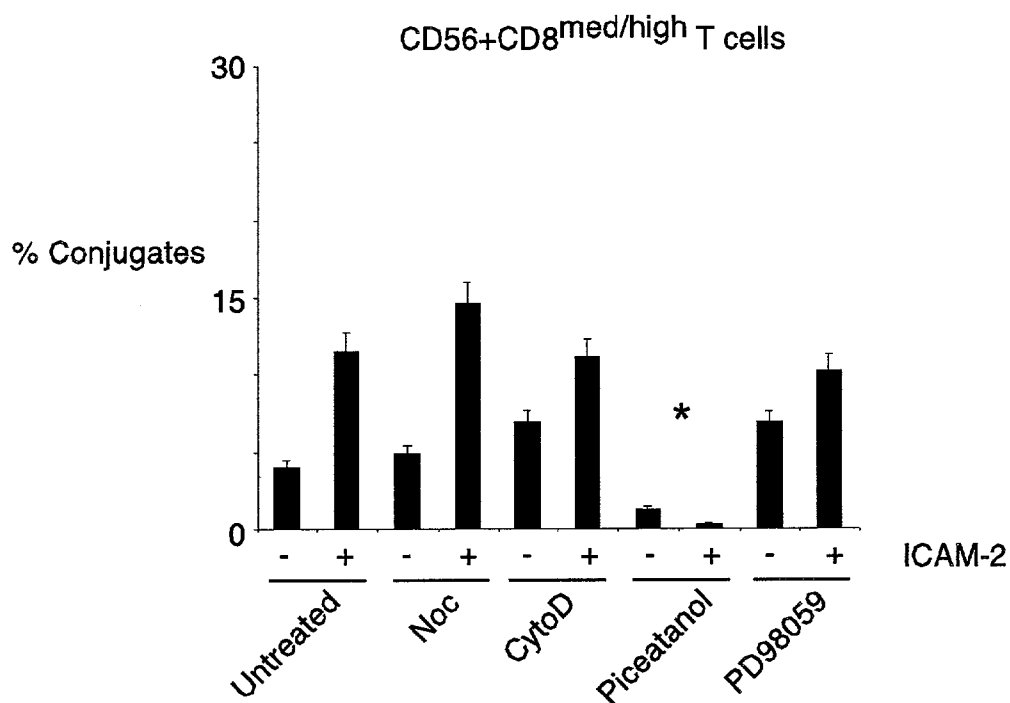 CD56+CD8med/high T cells
30
% Conjugates
15
0
- + - + - + - + - + ICAM-2
Untreated Noc CytoD Piceatanol PD98059
*